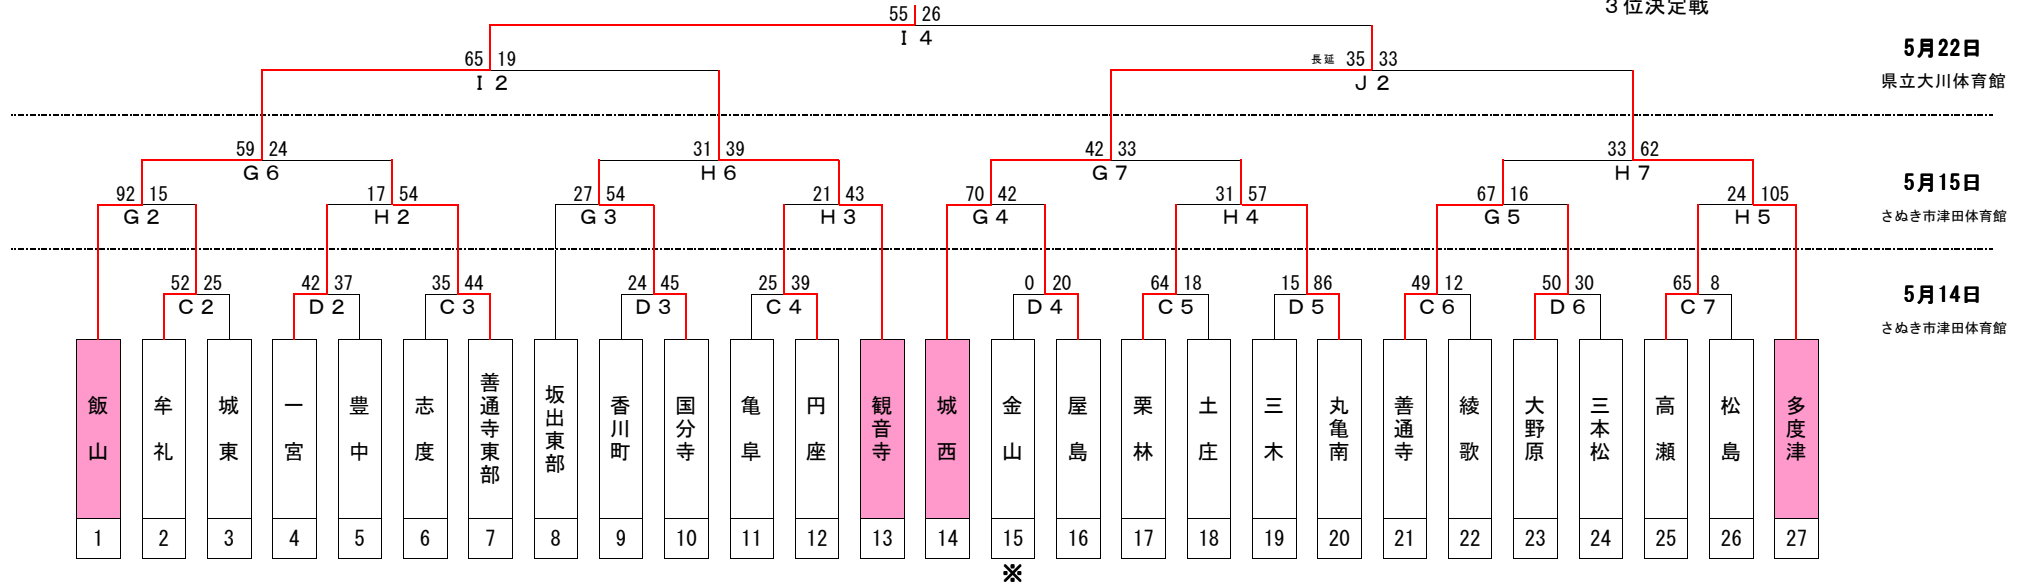 55 26
３位決定戦
Ｉ４
5月22日
65 19
長延 35 33
Ｉ２
Ｊ２
県立大川体育館
59 24
31 39
42 33
33 62
Ｇ６
Ｈ６
Ｇ７
Ｈ７
5月15日
92 15
17 54
27 54
21 43
70 42
31 57
67 16
24 105
Ｇ２
Ｈ２
Ｇ３
Ｈ３
Ｇ４
Ｈ４
Ｇ５
Ｈ５
さぬき市津田体育館
52 25
42 37
35 44
24 45
25 39
0 20
64 18
15 86
49 12
50 30
65 8
5月14日
Ｃ２
Ｄ２
Ｃ３
Ｄ３
Ｃ４
Ｄ４
Ｃ５
Ｄ５
Ｃ６
Ｄ６
Ｃ７
さぬき市津田体育館
飯山
牟礼
城東
一宮
豊中
志度
善通寺東部
坂出東部
香川町
国分寺
亀阜
円座
観音寺
城西
金山
屋島
栗林
土庄
三木
丸亀南
善通寺
綾歌
大野原
三本松
高瀬
松島
多度津
1 2 3 4 5 6 7 8 9 10 11 12 13 14 15 16 17 18 19 20 21 22 23 24 25 26 27
※